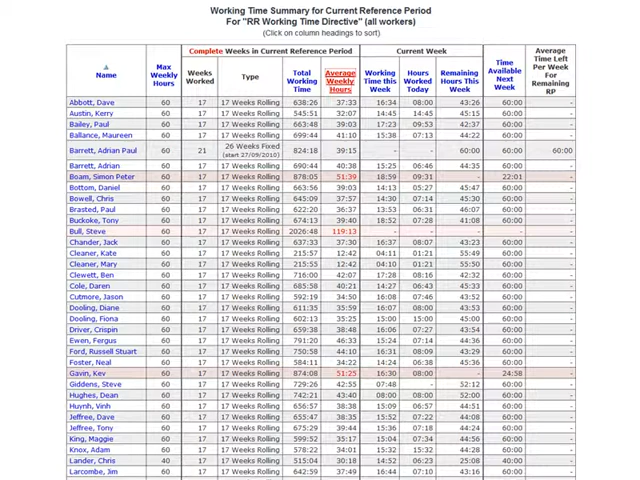 Working Time Summary for Current Reference Period
For "RR Working Time Directive" (all workers)
(Click on column headings to sort)
Complete Weeks in Current Reference Period Current Week
Name Max Weekly Hours Weeks Worked Type Total Working Time Average Weekly Hours Working Time this Week Hours Worked Today Remaining Hours This Week Time Available Next Week Average Time Left Per Week For Remaining RP
Abbott, Dave 60 17 17 Weeks Rolling 638:26 37:33 16:34 08:00 43:26 60:00 -
Austin, Kerry 60 17 17 Weeks Rolling 545:51 32:07 14:45 14:45 45:15 60:00 -
Bailey, Paul 60 17 17 Weeks Rolling 663:48 39:03 17:23 09:53 42:37 60:00 -
Ballance, Maureen 60 17 17 Weeks Rolling 699:44 41:10 15:38 07:13 44:22 60:00 -
Barrett, Adrian Paul 60 21 26 Weeks Fixed (start 27/09/2010) 824:18 39:15 - - 60:00 60:00 60:00
Barrett, Adrian 60 17 17 Weeks Rolling 690:44 40:38 15:25 06:46 44:35 60:00 -
Boam, Simon Peter 60 17 17 Weeks Rolling 878:05 51:39 18:59 09:31 - 22:01 -
Bottom, Daniel 60 17 17 Weeks Rolling 663:56 39:03 14:13 05:27 45:47 60:00 -
Bowell, Chris 60 17 17 Weeks Rolling 645:09 37:57 14:30 07:14 45:30 60:00 -
Brasted, Paul 60 17 17 Weeks Rolling 622:20 36:37 13:53 06:31 46:07 60:00 -
Buckoke, Tony 60 17 17 Weeks Rolling 674:13 39:40 18:52 07:28 41:08 60:00 -
Bull, Steve 60 17 17 Weeks Rolling 2026:48 119:13 - - - - -
Chander, Jack 60 17 17 Weeks Rolling 637:33 37:30 16:37 08:07 43:23 60:00 -
Cleaner, Kate 60 17 17 Weeks Rolling 215:57 12:42 04:11 01:21 55:49 60:00 -
Cleaner, Mary 60 17 17 Weeks Rolling 215:55 12:42 04:10 01:21 55:50 60:00 -
Clewett, Ben 60 17 17 Weeks Rolling 716:00 42:07 17:28 08:16 42:32 60:00 -
Cole, Daren 60 17 17 Weeks Rolling 685:58 40:21 14:27 06:43 45:33 60:00 -
Cutmore, Jason 60 17 17 Weeks Rolling 592:19 34:50 16:08 07:46 43:52 60:00 -
Dooling, Diane 60 17 17 Weeks Rolling 611:35 35:59 16:07 08:00 43:53 60:00 -
Dooling, Fiona 60 17 17 Weeks Rolling 602:13 35:25 15:00 15:00 45:00 60:00 -
Driver, Crispin 60 17 17 Weeks Rolling 659:38 38:48 16:06 07:27 43:54 60:00 -
Ewen, Fergus 60 17 17 Weeks Rolling 791:20 46:33 15:24 07:14 44:36 60:00 -
Ford, Russell Stuart 60 17 17 Weeks Rolling 750:58 44:10 16:31 08:09 43:29 60:00 -
Foster, Neal 60 17 17 Weeks Rolling 584:11 34:22 14:24 06:38 45:36 60:00 -
Gavin, Kev 60 17 17 Weeks Rolling 874:08 51:25 16:30 08:00 - 24:58 -
Giddens, Steve 60 17 17 Weeks Rolling 729:26 42:55 07:48 - 52:12 60:00 -
Hughes, Dean 60 17 17 Weeks Rolling 742:21 43:40 08:00 08:00 52:00 60:00 -
Huynh, Vinh 60 17 17 Weeks Rolling 656:57 38:38 15:09 06:57 44:51 60:00 -
Jeffree, Dave 60 17 17 Weeks Rolling 655:47 38:35 15:52 07:22 44:08 60:00 -
Jeffree, Tony 60 17 17 Weeks Rolling 675:29 39:44 15:36 07:18 44:24 60:00 -
King, Maggie 60 17 17 Weeks Rolling 599:52 35:17 15:04 07:34 44:56 60:00 -
Knox, Adam 60 17 17 Weeks Rolling 578:22 34:01 15:32 15:32 44:28 60:00 -
Lander, Chris 40 17 17 Weeks Rolling 515:04 30:18 14:52 06:23 25:08 40:00 -
Larcombe, Jim 60 17 17 Weeks Rolling 642:59 37:49 16:44 07:10 43:16 60:00 -